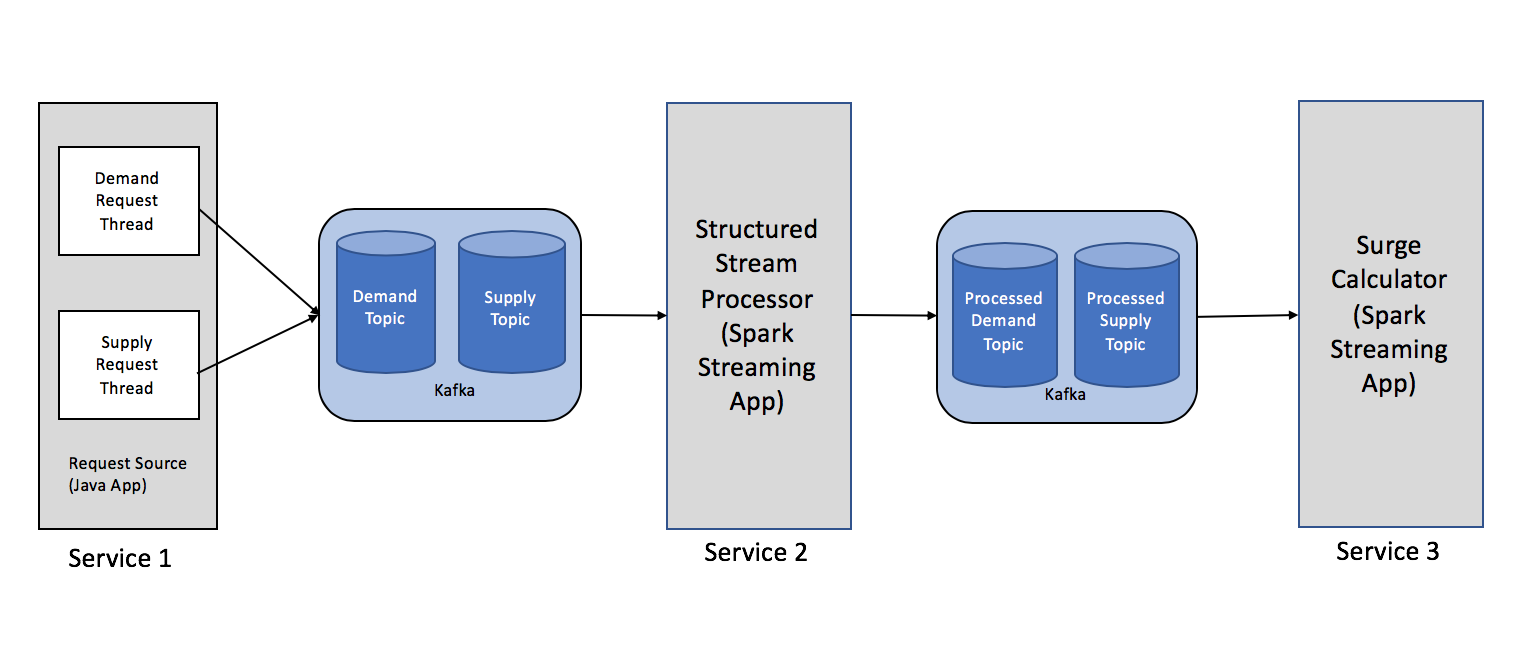 Demand
Request
Thread
Supply
Request
Thread
Request Source
(Java App)
Service 1
Demand
Topic
Supply
Topic
Kafka
Structured
Stream
Processor
(Spark
Streaming
App)
Service 2
Processed
Demand
Topic
Processed
Supply
Topic
Kafka
Surge
Calculator
(Spark
Streaming
App)
Service 3